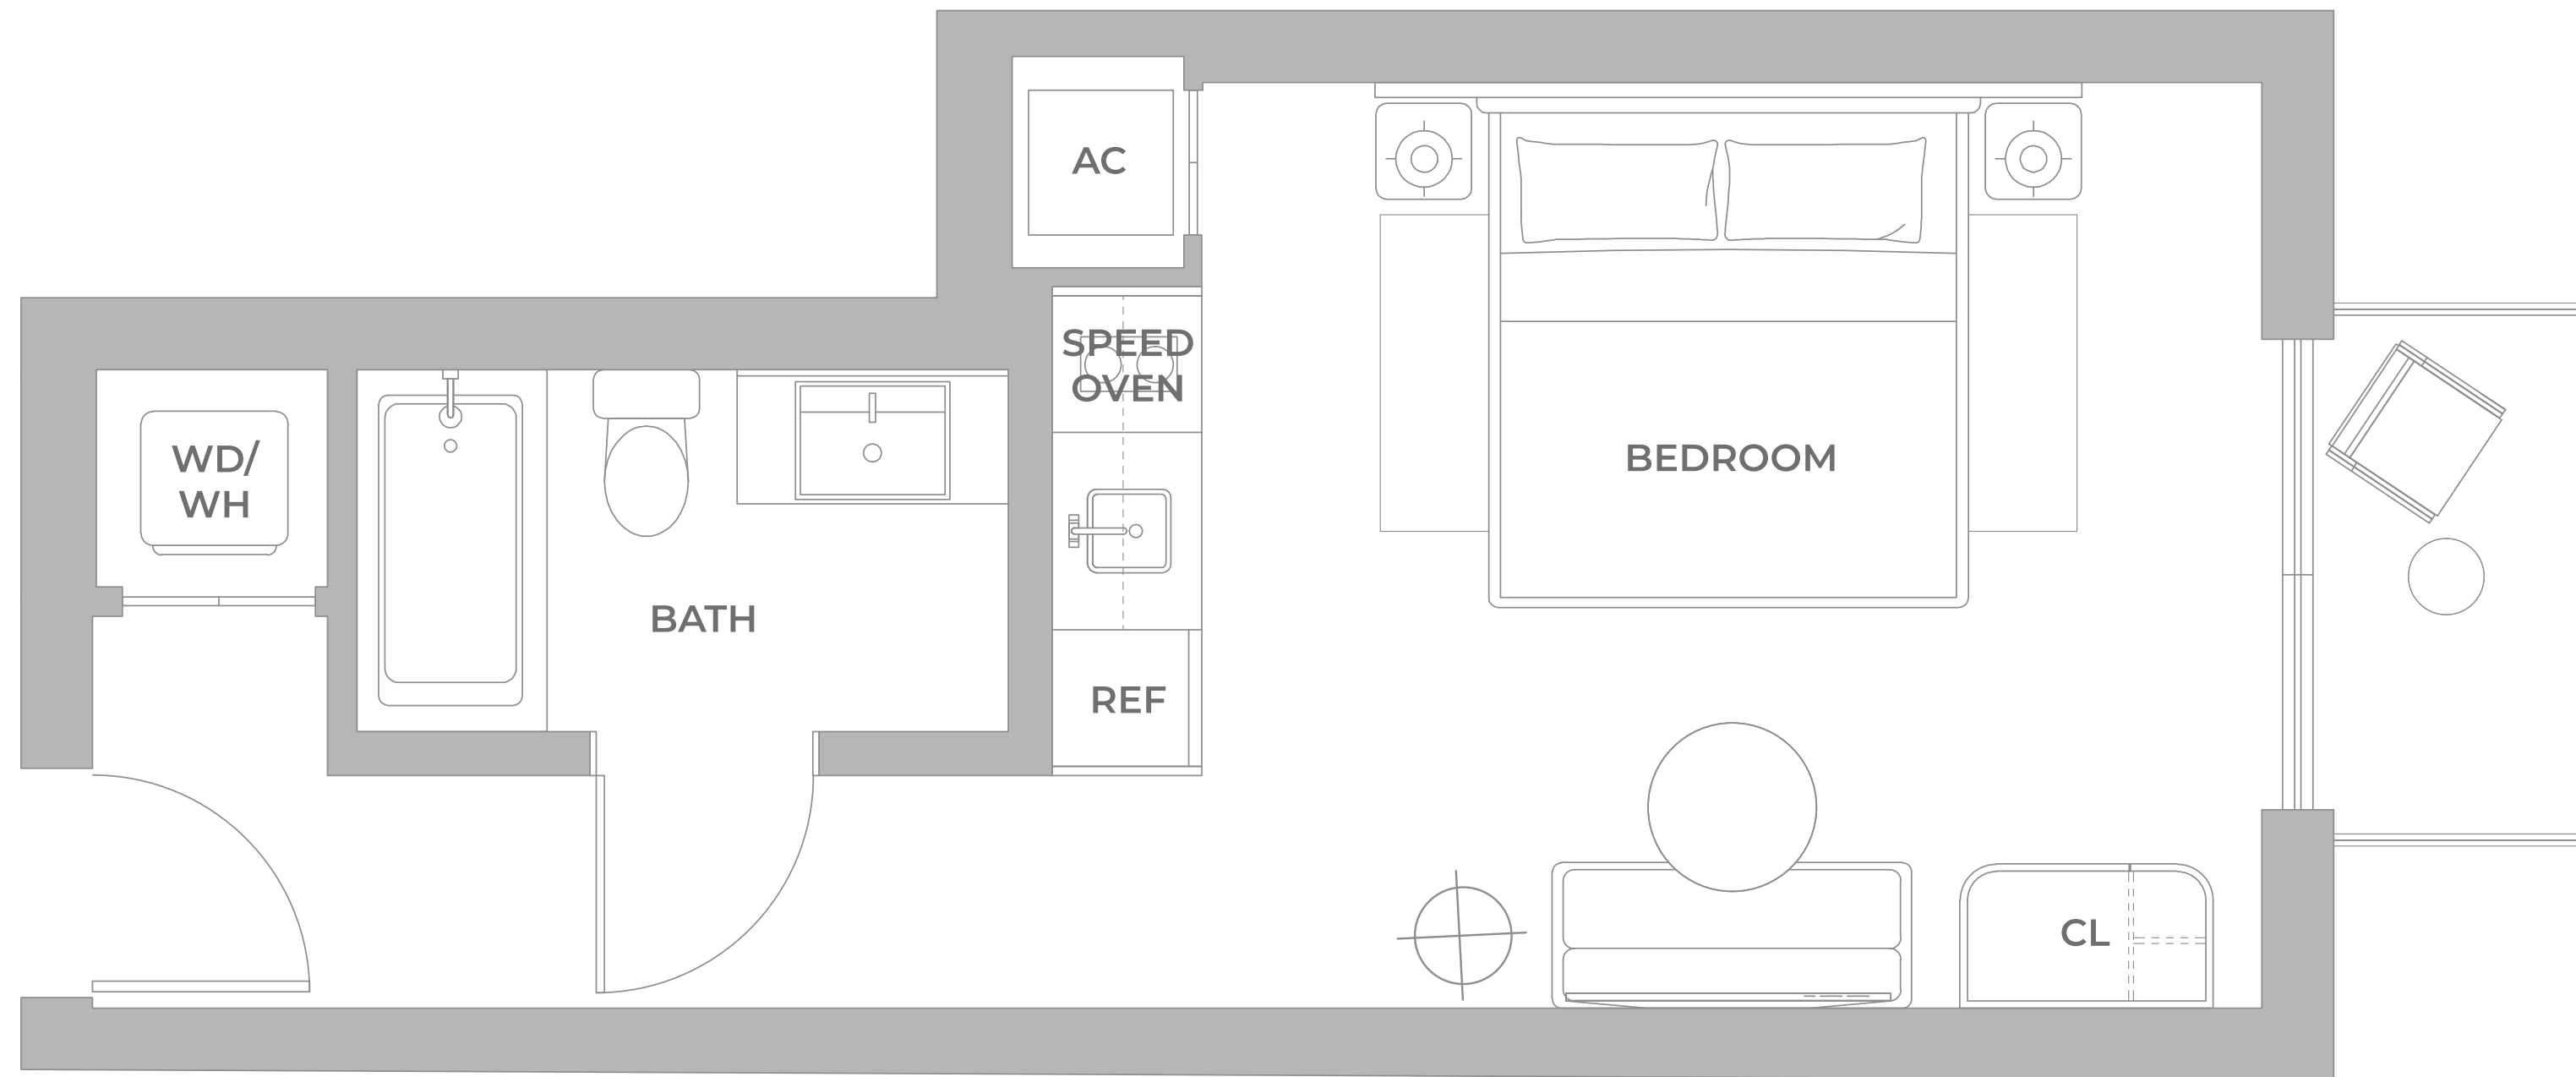 AC
SPEED
OVEN
WD/
WH
BEDROOM
BATH
REF
CL